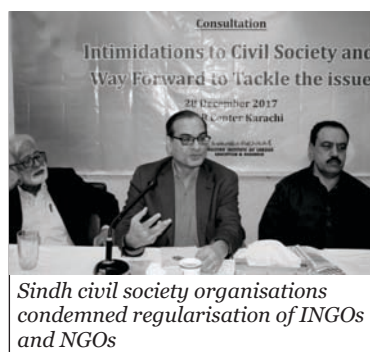 Consultation
Intimidations to Civil Society and
Way Forward to Tackle the issue
28 December 2017
Center Karachi
Sindh civil society organisations
condemned regularisation of INGOs
and NGOs